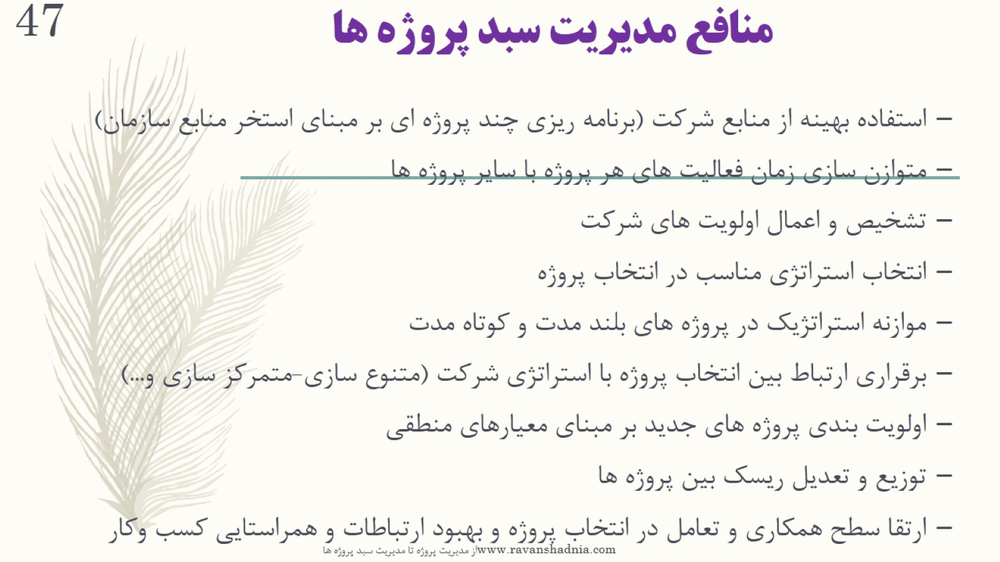 47
منافع مدیریت سبد پروژه ها
– استفاده بهینه از منابع شرکت (برنامه ریزی چند پروژه ای بر مبنای استخر منابع سازمان)
– متوازن سازی زمان فعالیت های هر پروژه با سایر پروژه ها
– تشخیص و اعمال اولویت های شرکت
– انتخاب استراتژی مناسب در انتخاب پروژه
– موازنه استراتژیک در پروژه های بلند مدت و کوتاه مدت
– برقراری ارتباط بین انتخاب پروژه با استراتژی شرکت (متنوع سازی-متمرکز سازی و...)
– اولویت بندی پروژه های جدید بر مبنای معیارهای منطقی
– توزیع و تعدیل ریسک بین پروژه ها
– ارتقا سطح همکاری و تعامل در انتخاب پروژه و بهبود ارتباطات و همراستایی کسب وکار
www.ravanshadnia.comاز مدیریت پروژه تا مدیریت سبد پروژه ها